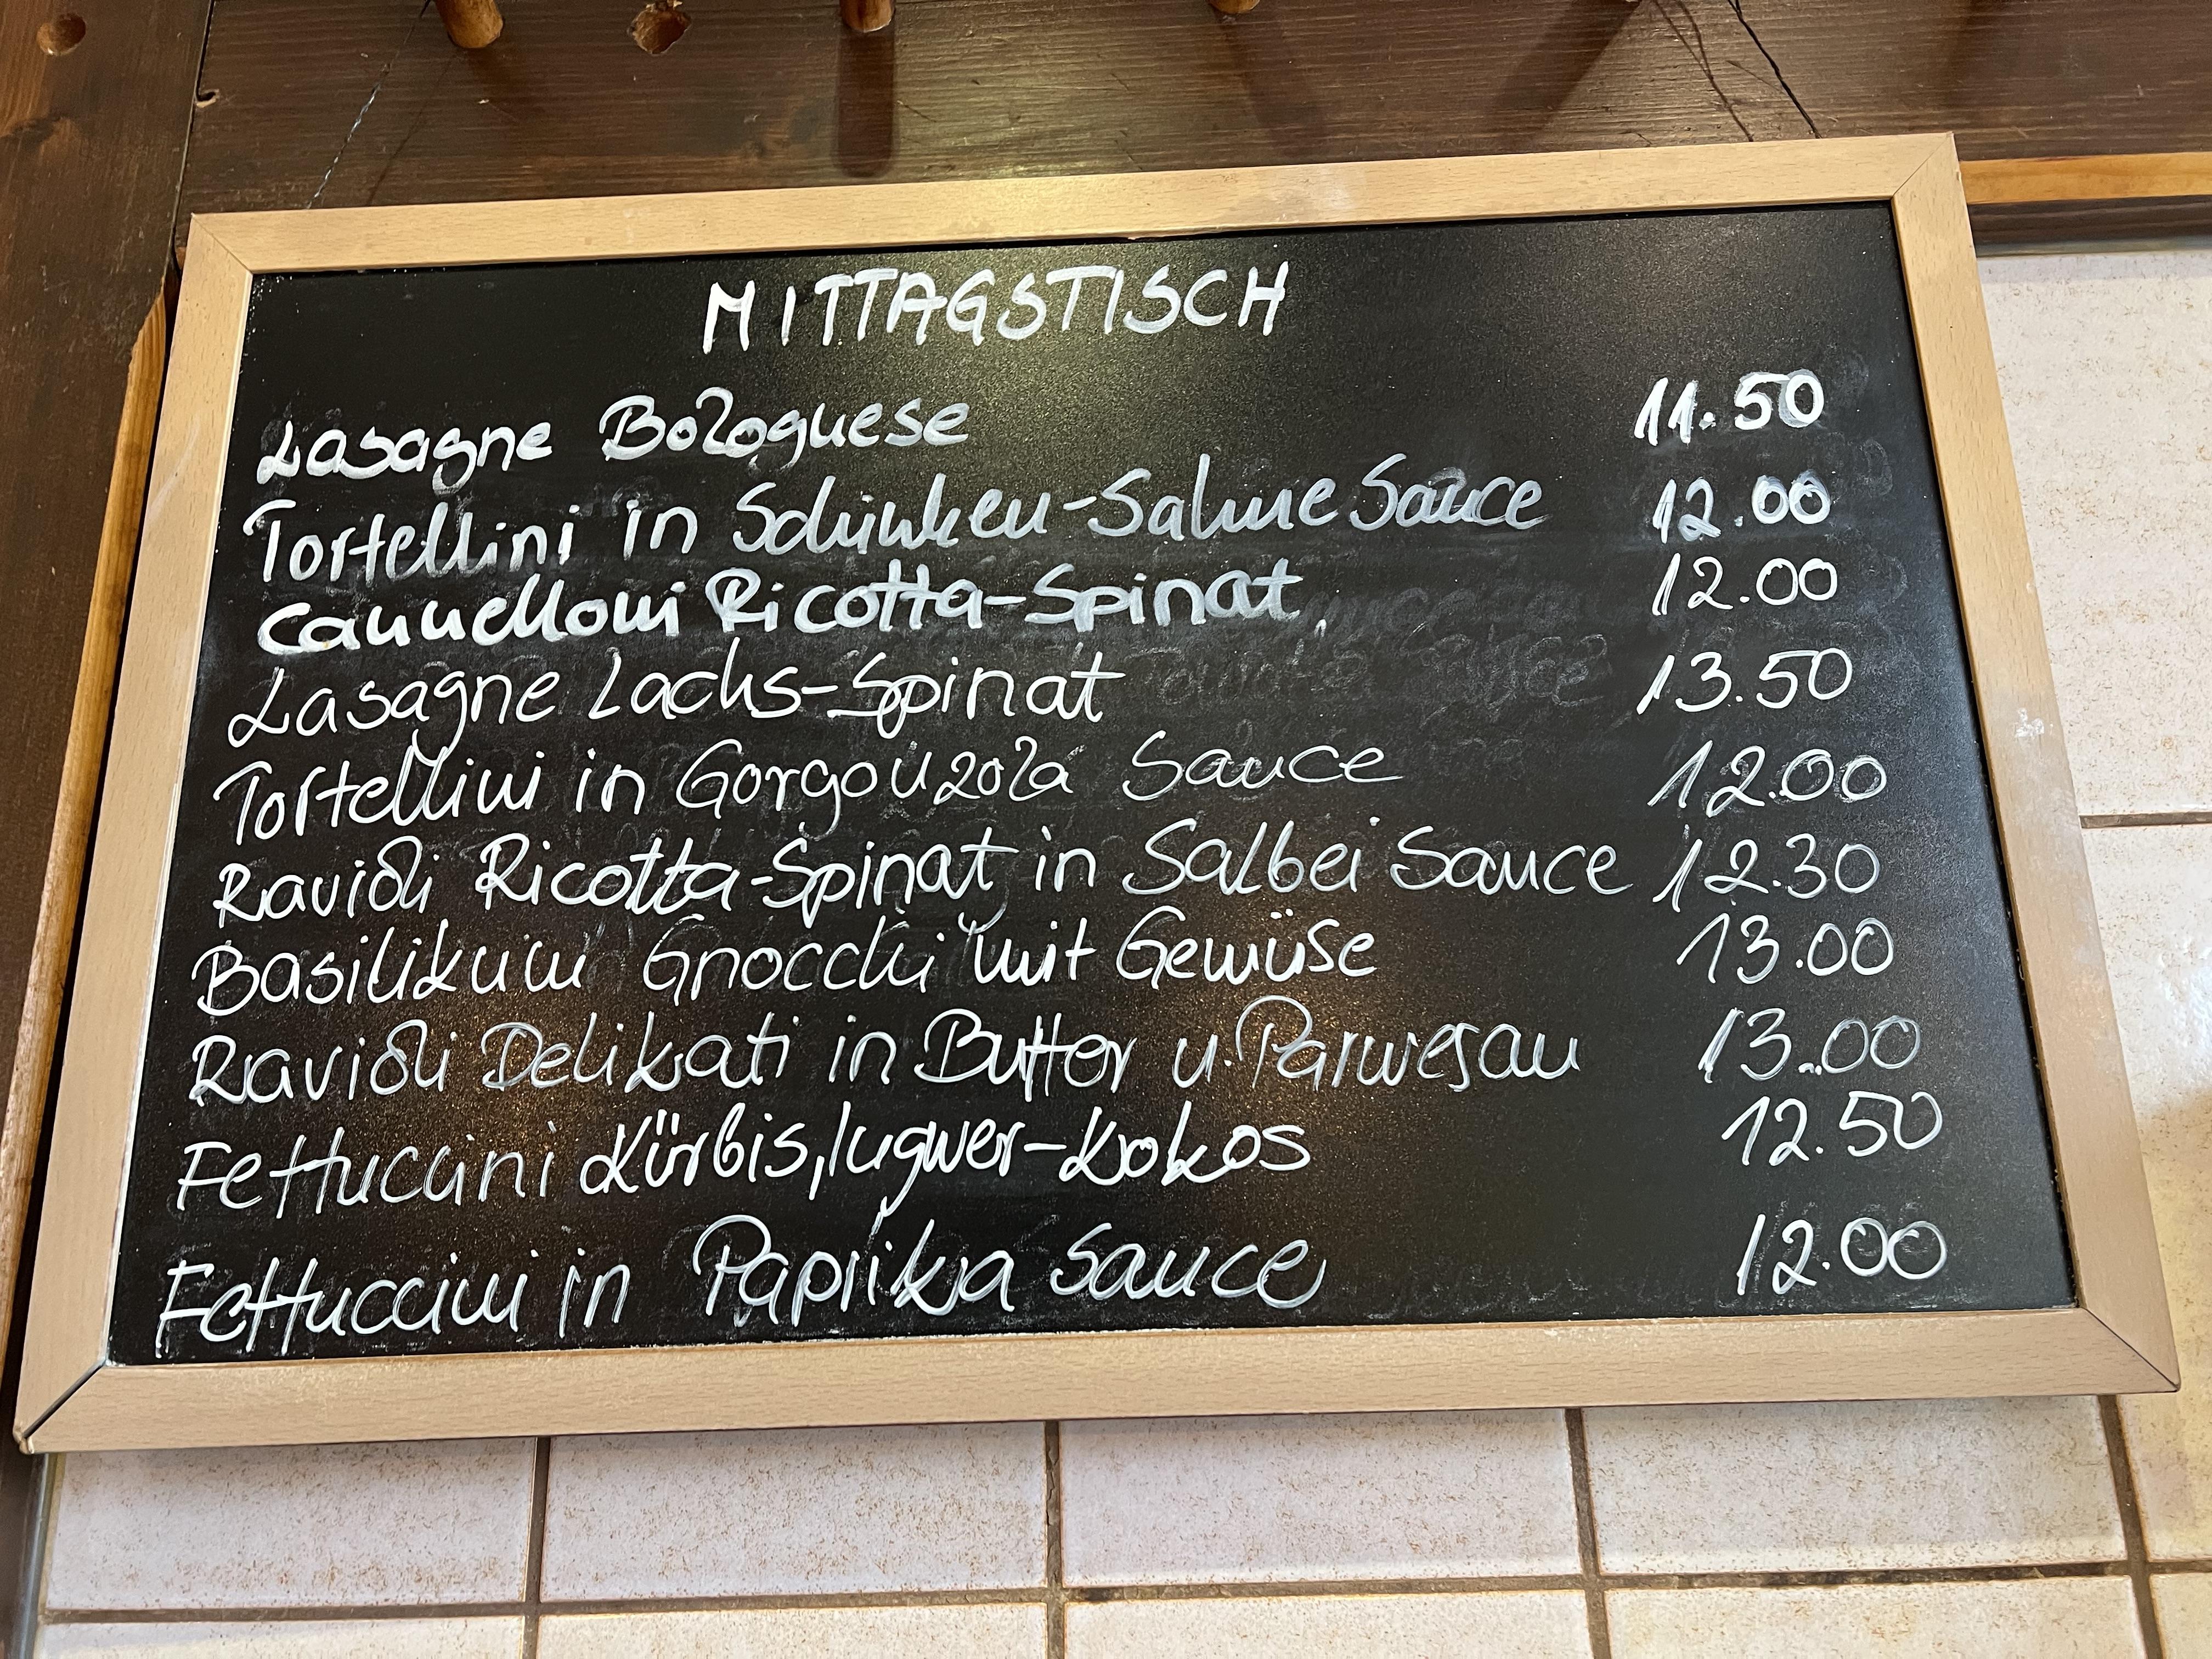 MITTAGSTISCH
Lasagne Bolognese 11.50
Tortellini in Schinken-Sahne Sauce 12.00
Cannelloni Ricotta-Spinat 12.00
Lasagne Lachs-Spinat 13.50
Tortellini in Gorgonzola Sauce 12.00
Ravioli Ricotta-Spinat in Salbei Sauce 12.30
Basilikum Gnocchi mit Gemüse 13.00
Ravioli Delikati in Butter u. Parmesan 13.00
Fettuccini Kürbis, Ingwer-Kokos 12.50
Fettuccini in Paprika Sauce 12.00